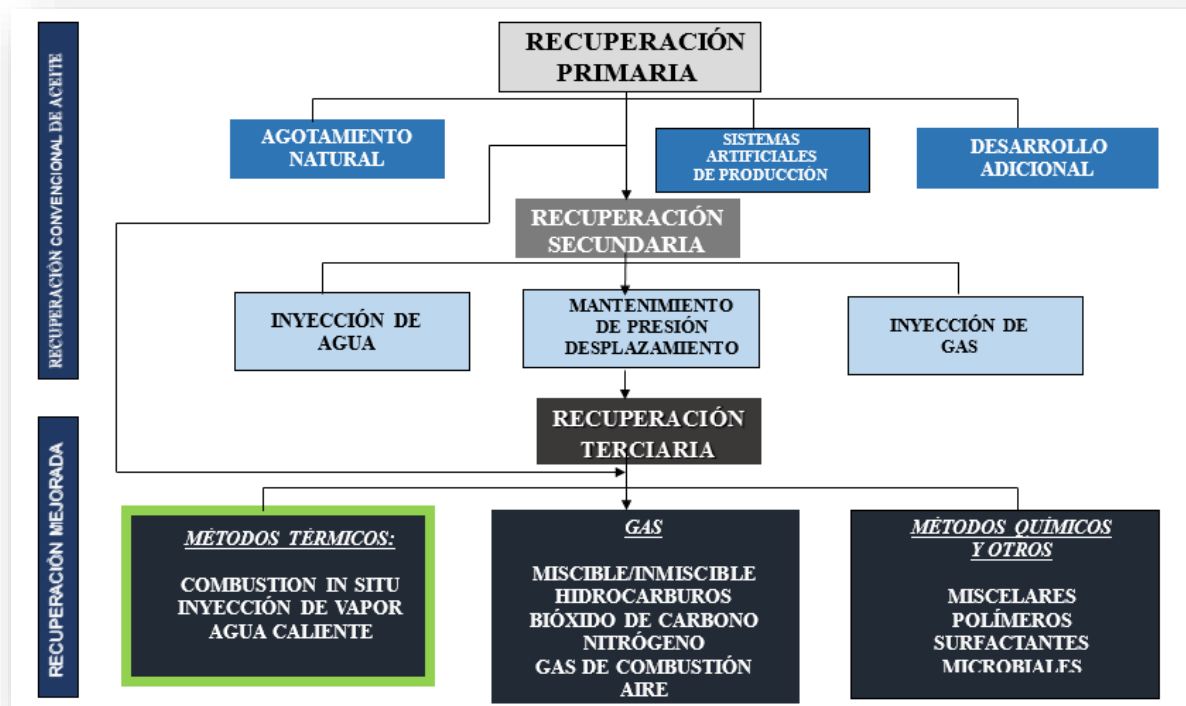 RECUPERACIÓN CONVENCIONAL DE ACEITE
RECUPERACIÓN
PRIMARIA
AGOTAMIENTO
NATURAL
SISTEMAS
ARTIFICIALES
DE PRODUCCIÓN
DESARROLLO
ADICIONAL
RECUPERACIÓN
SECUNDARIA
INYECCIÓN DE
AGUA
MANTENIMIENTO
DE PRESIÓN
DESPLAZAMIENTO
INYECCIÓN DE
GAS
RECUPERACIÓN MEJORADA
RECUPERACIÓN
TERCIARIA
MÉTODOS TÉRMICOS:
COMBUSTION IN SITU
INYECCIÓN DE VAPOR
AGUA CALIENTE
GAS
MISCIBLE/INMISCIBLE
HIDROCARBUROS
BIÓXIDO DE CARBONO
NITRÓGENO
GAS DE COMBUSTIÓN
AIRE
MÉTODOS QUÍMICOS
Y OTROS
MISCELARES
POLÍMEROS
SURFACTANTES
MICROBIALES